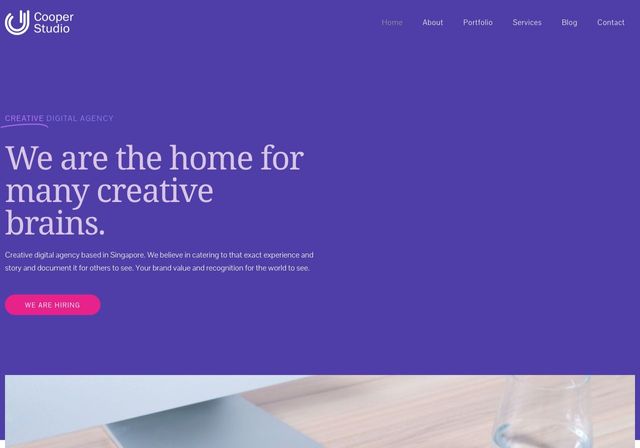 Cooper
Studio
Home About Portfolio Services Blog Contact
CREATIVE DIGITAL AGENCY
We are the home for
many creative
brains.
Creative digital agency based in Singapore. We believe in catering to that exact experience and
story and document it for others to see. Your brand value and recognition for the world to see.
WE ARE HIRING